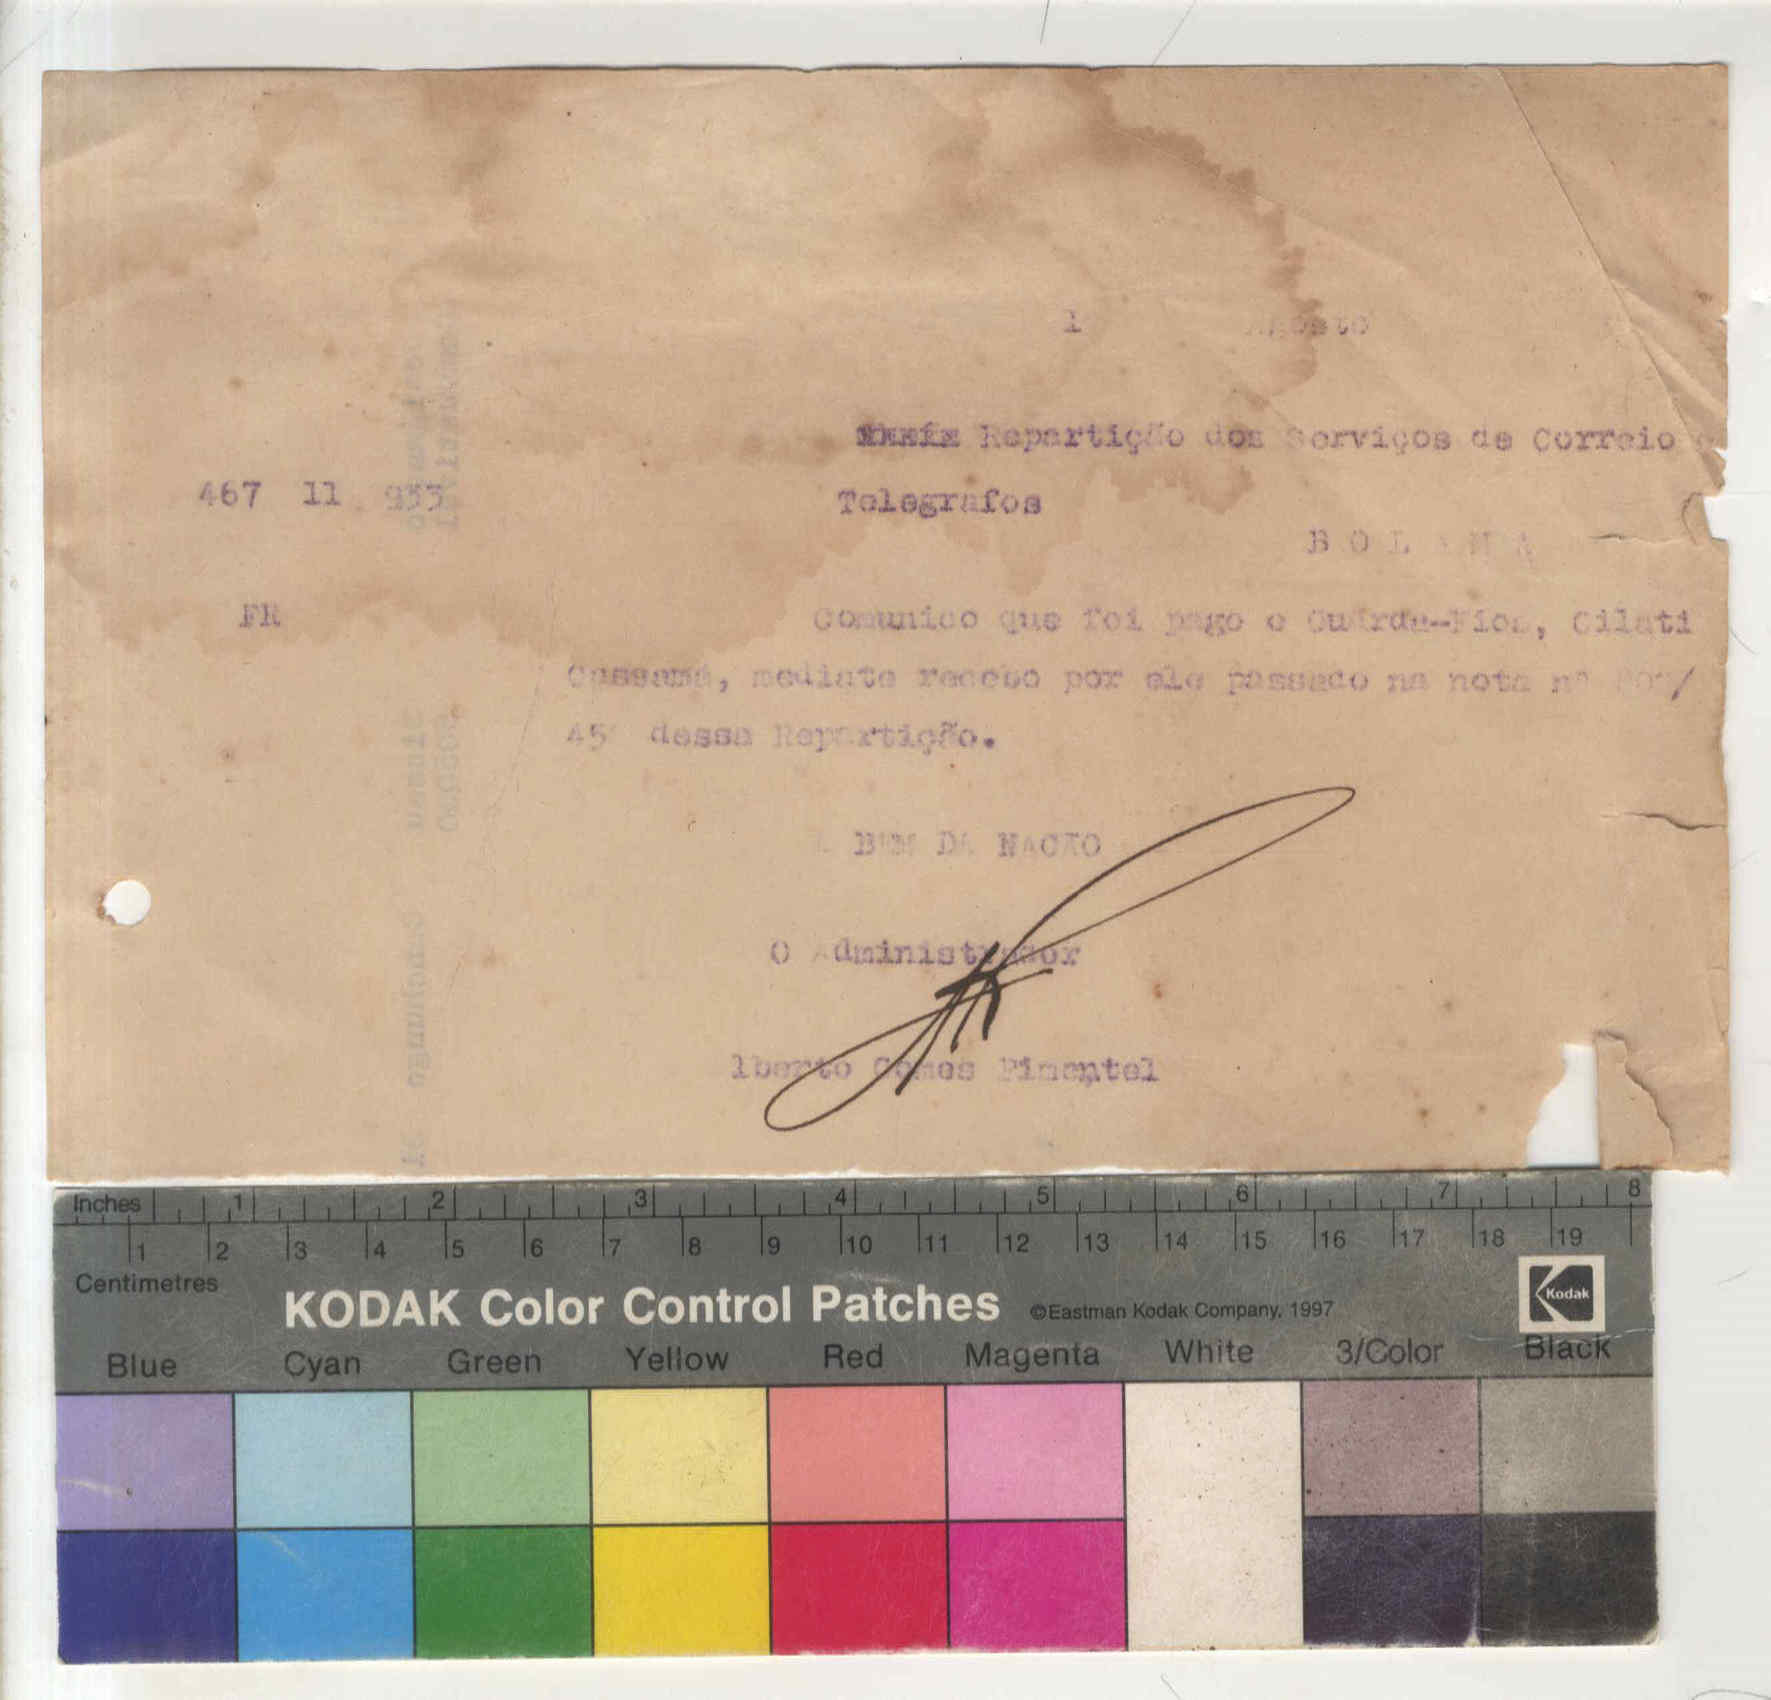 1 Agosto
Repartição dos Serviços de Correio e
467 11 933
Telegrafos
B O L A M A
FR
Comunico que foi pago o Guarda-Fios, Cilati
Cassamá, mediate recebo por ele passado na nota nº
45 dessa Repartição.
A BEM DA NAÇÃO
O Administrador
lberto Gomes Pimentel
Inches 1 2 3 4 5 6 7 8
1 2 3 4 5 6 7 8 9 10 11 12 13 14 15 16 17 18 19
Centimetres
KODAK Color Control Patches ©Eastman Kodak Company, 1997 Kodak
Blue Cyan Green Yellow Red Magenta White 3/Color Black